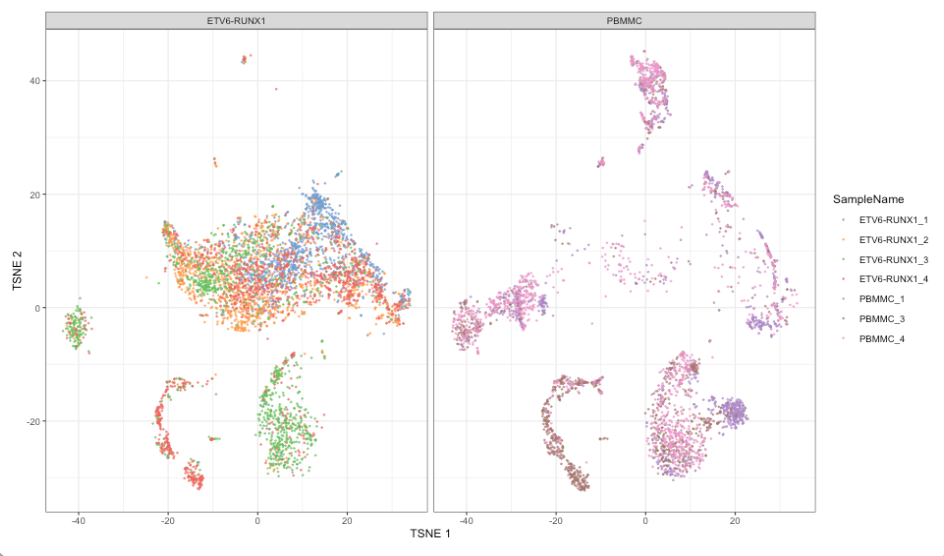 ETV6-RUNX1
PBMMC
40
20
0
-20
TSNE 2
-40
-20
0
20
-40
-20
0
20
TSNE 1
SampleName
ETV6-RUNX1_1
ETV6-RUNX1_2
ETV6-RUNX1_3
ETV6-RUNX1_4
PBMMC_1
PBMMC_3
PBMMC_4